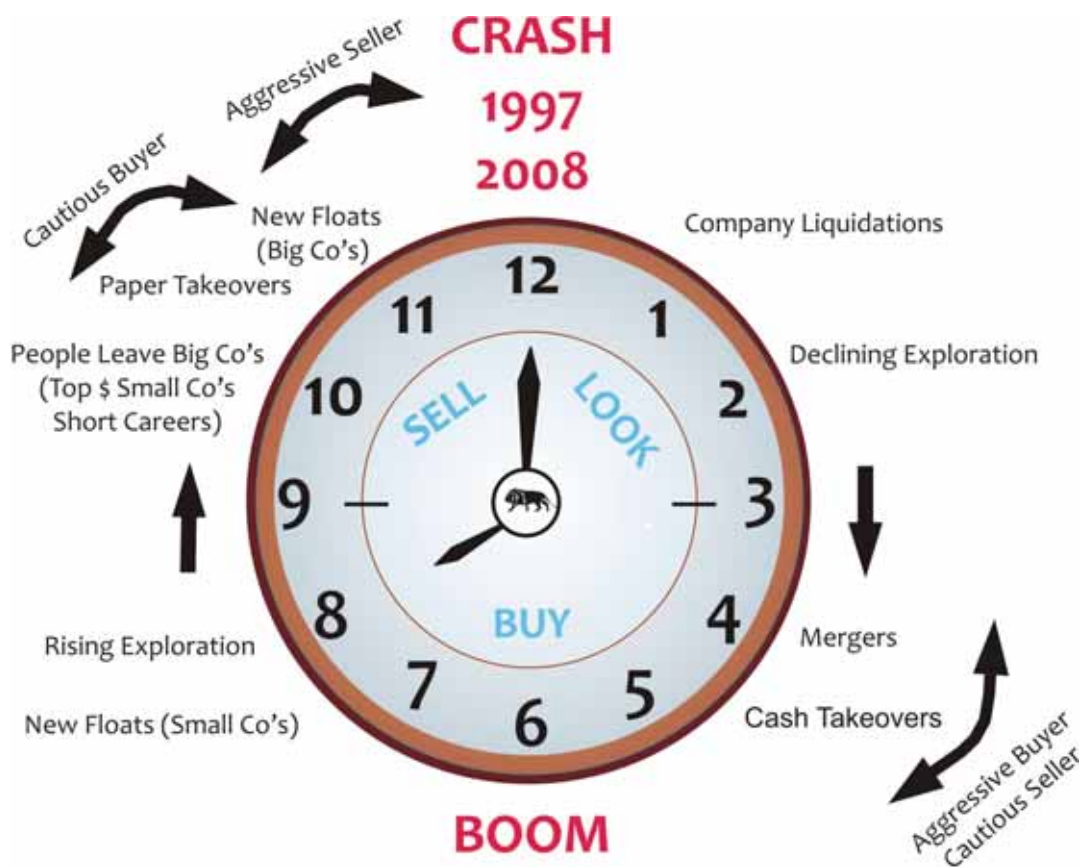 CRASH
1997
2008
Aggressive Seller
Cautious Buyer
New Floats
(Big Co’s)
Company Liquidations
Paper Takeovers
People Leave Big Co’s
(Top $ Small Co’s
Short Careers)
Declining Exploration
12
1
2
3
4
5
6
7
8
9
10
11
SELL
LOOK
BUY
Rising Exploration
New Floats (Small Co’s)
Mergers
Cash Takeovers
Aggressive Buyer
Cautious Seller
BOOM